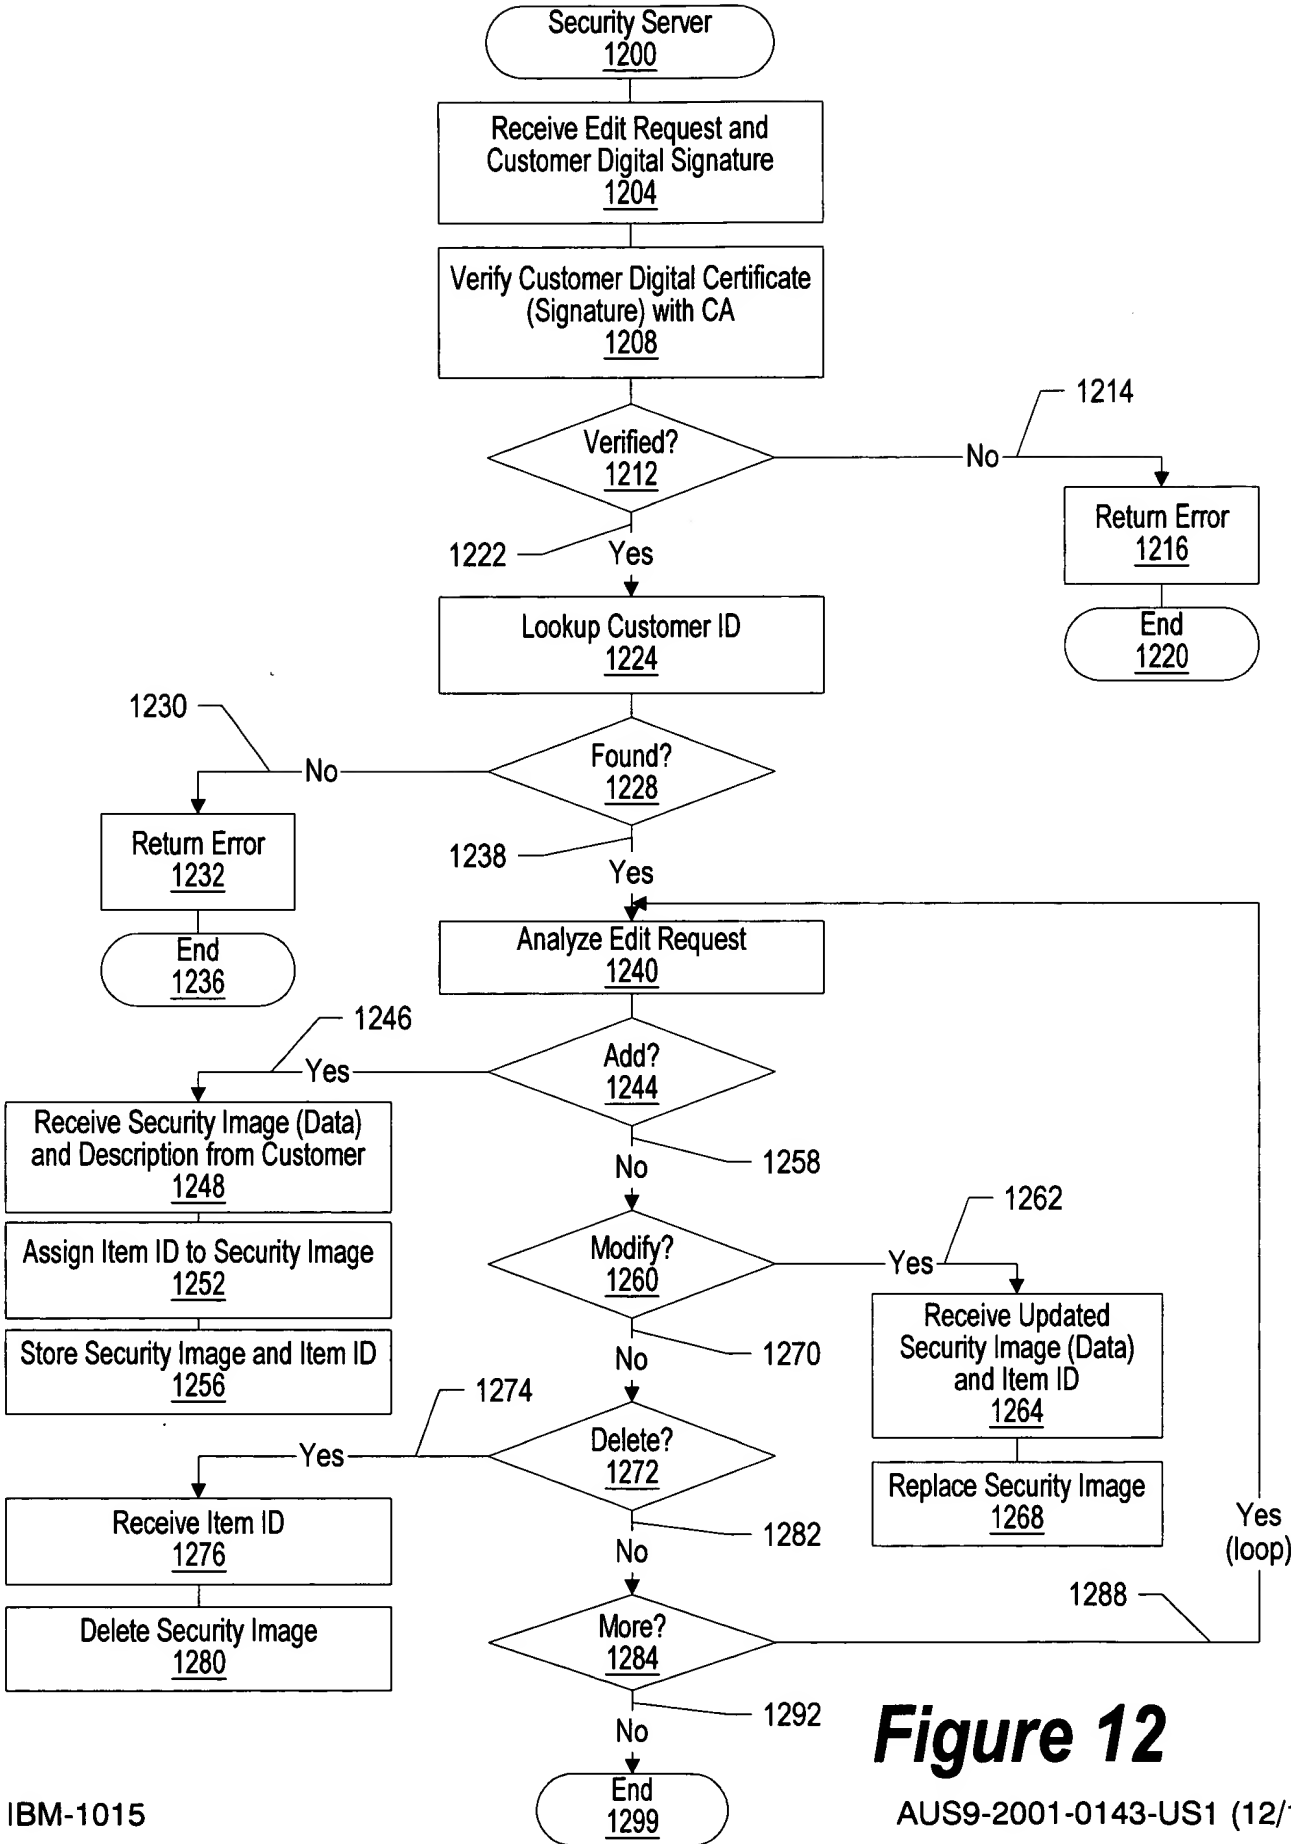 Security Server
1200
Receive Edit Request and
Customer Digital Signature
1204
Verify Customer Digital Certificate
(Signature) with CA
1208
1214
Verified?
1212
No
Return Error
1216
1222
Yes
End
1220
Lookup Customer ID
1224
1230
Found?
1228
No
Return Error
1232
1238
Yes
End
1236
Analyze Edit Request
1240
1246
Add?
1244
Yes
Receive Security Image (Data)
and Description from Customer
1248
1258
No
Assign Item ID to Security Image
1252
1262
Modify?
1260
Yes
Receive Updated
Security Image (Data)
and Item ID
1264
Store Security Image and Item ID
1256
1270
No
1274
Delete?
1272
Yes
Replace Security Image
1268
Receive Item ID
1276
1282
No
Yes
(loop)
1288
Delete Security Image
1280
More?
1284
1292
No
Figure 12
End
1299
IBM-1015
AUS9-2001-0143-US1 (12/